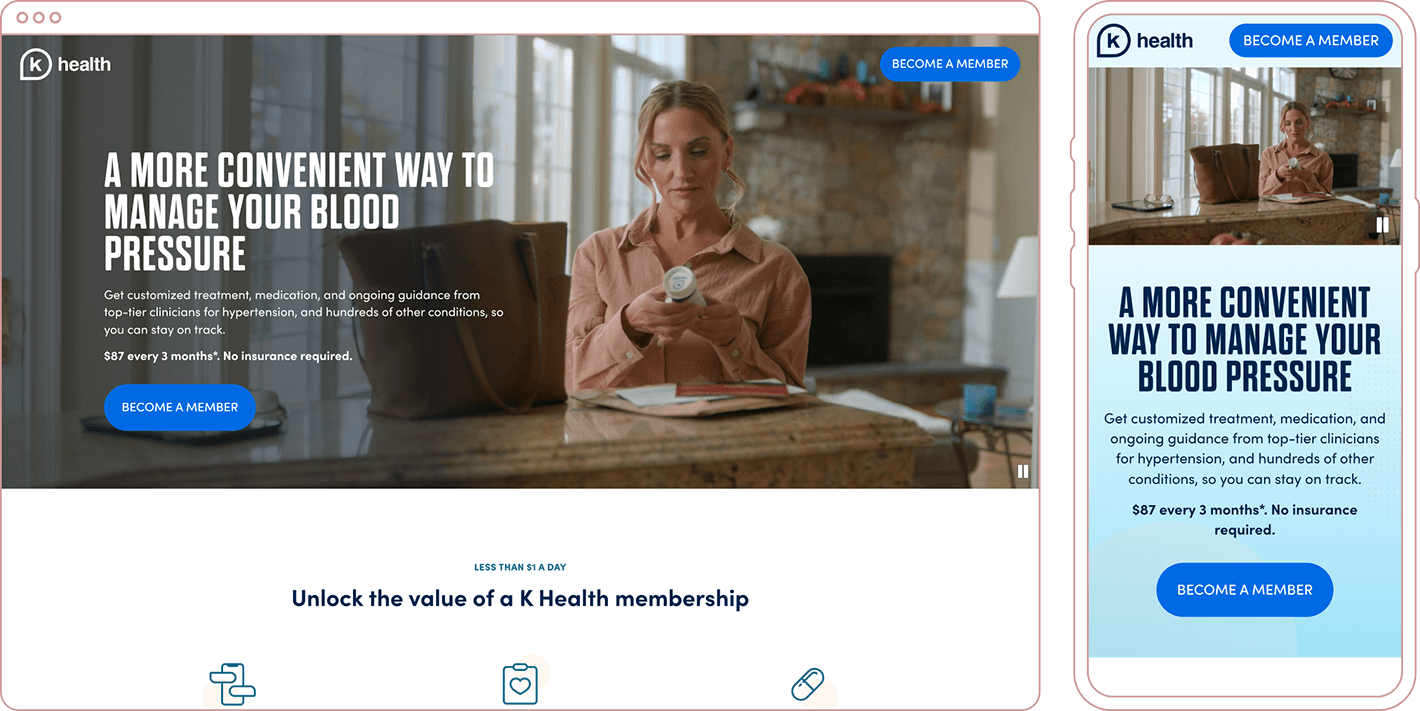 K health
BECOME A MEMBER
A MORE CONVENIENT WAY TO
MANAGE YOUR BLOOD
PRESSURE
Get customized treatment, medication, and ongoing guidance from
top-tier clinicians for hypertension, and hundreds of other conditions, so
you can stay on track.
$87 every 3 months*. No insurance required.
BECOME A MEMBER
LESS THAN $1 A DAY
Unlock the value of a K Health membership
K health
BECOME A MEMBER
A MORE CONVENIENT
WAY TO MANAGE YOUR
BLOOD PRESSURE
Get customized treatment, medication, and
ongoing guidance from top-tier clinicians
for hypertension, and hundreds of other
conditions, so you can stay on track.
$87 every 3 months*. No insurance
required.
BECOME A MEMBER